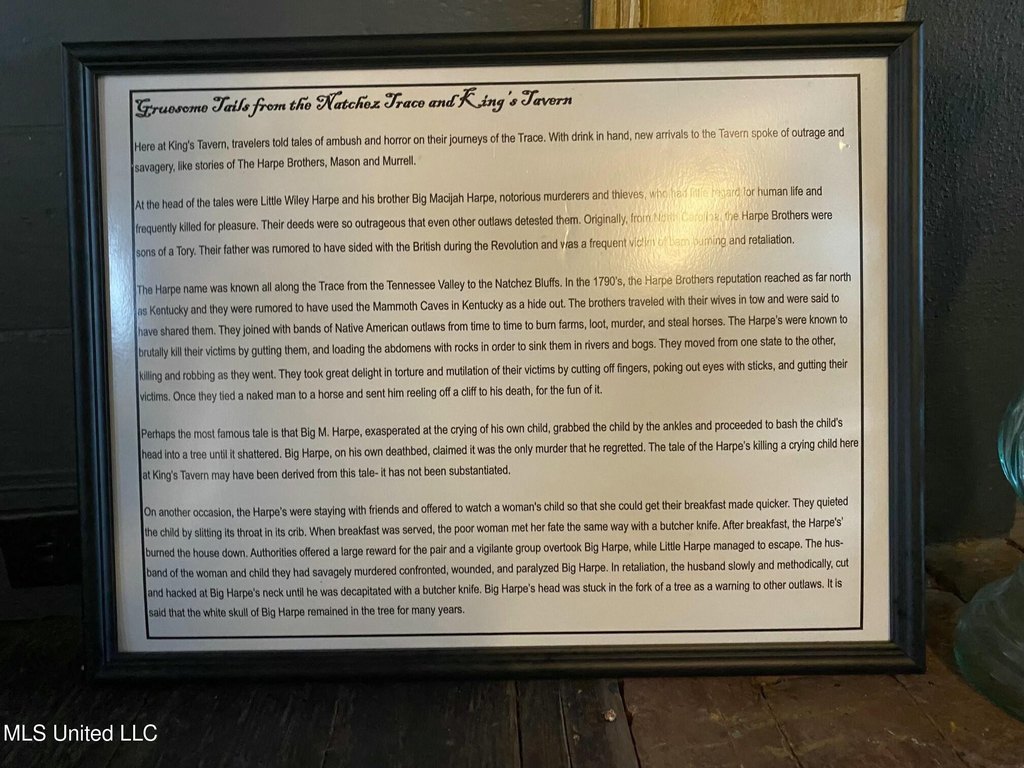 Gruesome Tails from the Natchez Trace and King's Tavern
Here at King's Tavern, travelers told tales of ambush and horror on their journeys of the Trace. With drink in hand, new arrivals to the Tavern spoke of outrage and
savagery, like stories of The Harpe Brothers, Mason and Murrell.
At the head of the tales were Little Wiley Harpe and his brother Big Macijah Harpe, notorious murderers and thieves, who had little regard for human life and
frequently killed for pleasure. Their deeds were so outrageous that even other outlaws detested them. Originally, from North Carolina, the Harpe Brothers were
sons of a Tory. Their father was rumored to have sided with the British during the Revolution and was a frequent victim of barn burning and retaliation.
The Harpe name was known all along the Trace from the Tennessee Valley to the Natchez Bluffs. In the 1790's, the Harpe Brothers reputation reached as far north
as Kentucky and they were rumored to have used the Mammoth Caves in Kentucky as a hide out. The brothers traveled with their wives in tow and were said to
have shared them. They joined with bands of Native American outlaws from time to time to burn farms, loot, murder, and steal horses. The Harpe's were known to
brutally kill their victims by gutting them, and loading the abdomens with rocks in order to sink them in rivers and bogs. They moved from one state to the other,
killing and robbing as they went. They took great delight in torture and mutilation of their victims by cutting off fingers, poking out eyes with sticks, and gutting their
victims. Once they tied a naked man to a horse and sent him reeling off a cliff to his death, for the fun of it.
Perhaps the most famous tale is that Big M. Harpe, exasperated at the crying of his own child, grabbed the child by the ankles and proceeded to bash the child's
head into a tree until it shattered. Big Harpe, on his own deathbed, claimed it was the only murder that he regretted. The tale of the Harpe's killing a crying child here
at King's Tavern may have been derived from this tale- it has not been substantiated.
On another occasion, the Harpe's were staying with friends and offered to watch a woman's child so that she could get their breakfast made quicker. They quieted
the child by slitting its throat in its crib. When breakfast was served, the poor woman met her fate the same way with a butcher knife. After breakfast, the Harpe's'
burned the house down. Authorities offered a large reward for the pair and a vigilante group overtook Big Harpe, while Little Harpe managed to escape. The hus-
band of the woman and child they had savagely murdered confronted, wounded, and paralyzed Big Harpe. In retaliation, the husband slowly and methodically, cut
and hacked at Big Harpe's neck until he was decapitated with a butcher knife. Big Harpe's head was stuck in the fork of a tree as a warning to other outlaws. It is
said that the white skull of Big Harpe remained in the tree for many years.
MLS United LLC